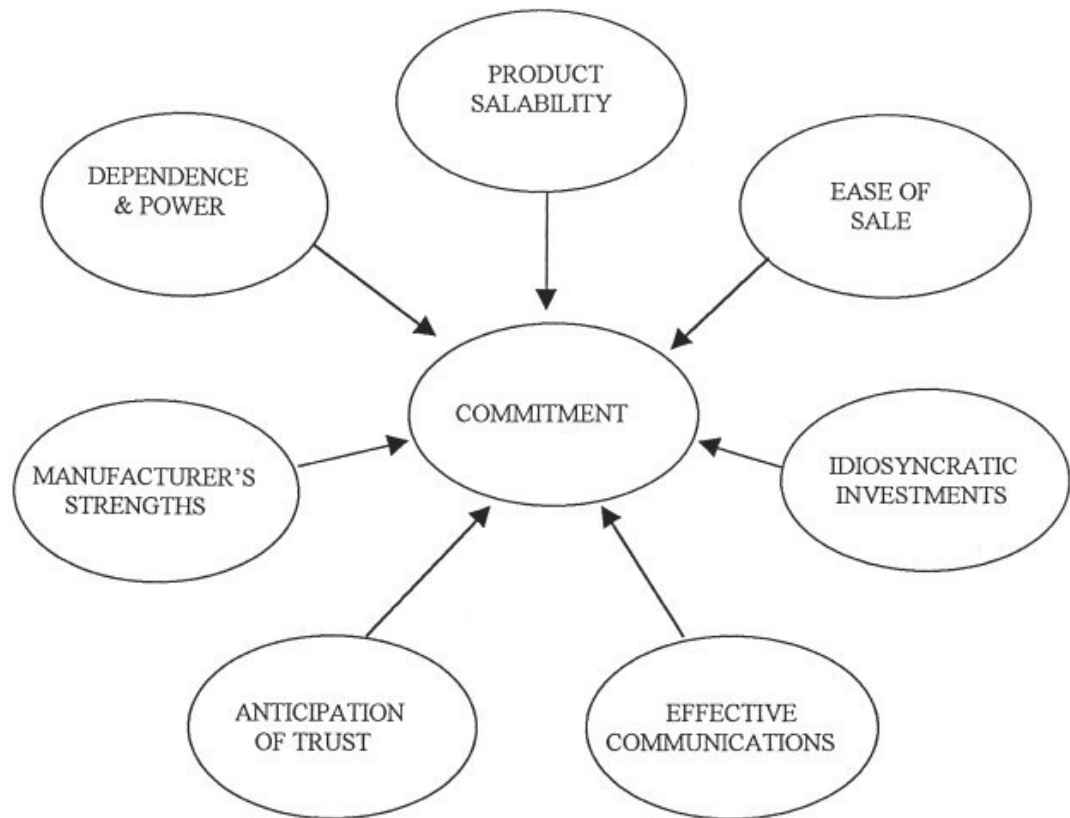 PRODUCT
SALABILITY
DEPENDENCE
& POWER
EASE OF
SALE
COMMITMENT
MANUFACTURER’S
STRENGTHS
IDIOSYNCRATIC
INVESTMENTS
ANTICIPATION
OF TRUST
EFFECTIVE
COMMUNICATIONS